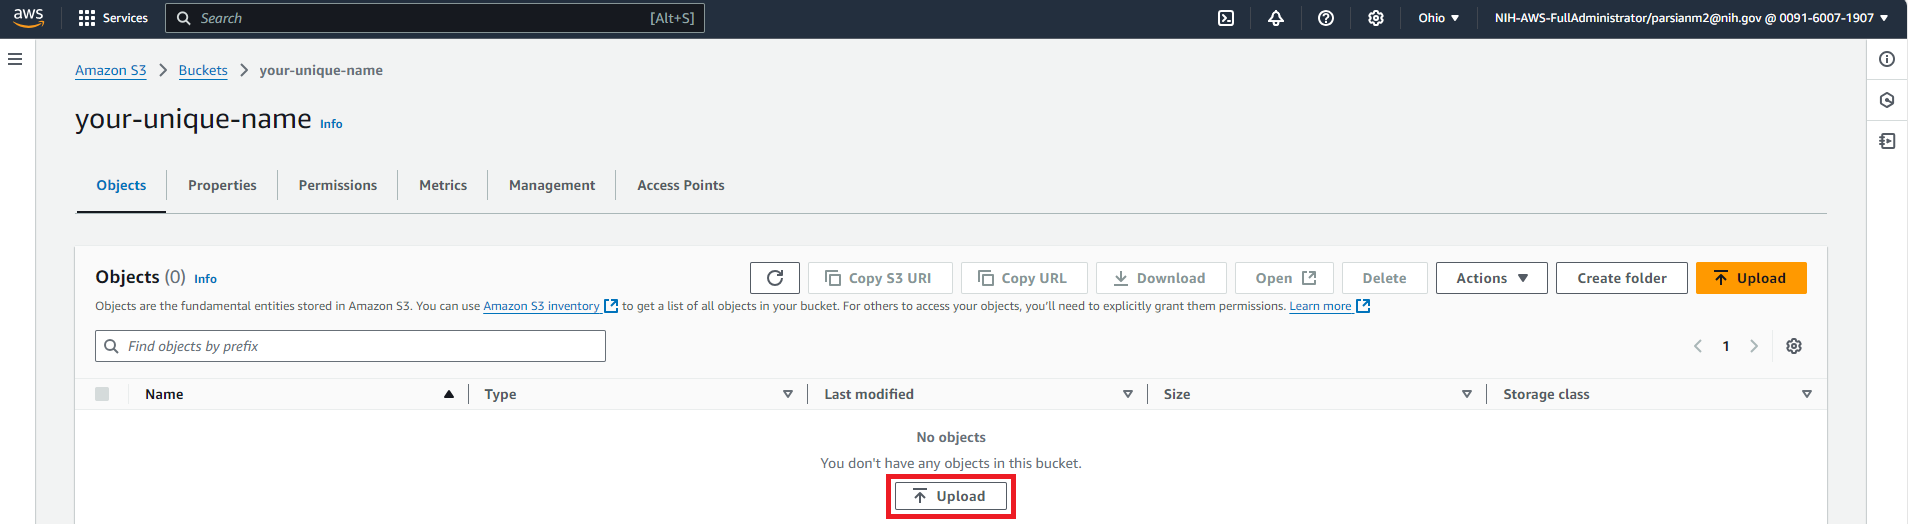 aws Services Search [Alt+S] Ohio NIH-AWS-FullAdministrator/parsianm2@nih.gov @ 0091-6007-1907
Amazon S3 > Buckets > your-unique-name
your-unique-name Info
Objects Properties Permissions Metrics Management Access Points
Objects (0) Info Copy S3 URI Copy URL Download Open Delete Actions Create folder Upload
Objects are the fundamental entities stored in Amazon S3. You can use Amazon S3 inventory to get a list of all objects in your bucket. For others to access your objects, you'll need to explicitly grant them permissions. Learn more
Find objects by prefix 1
Name Type Last modified Size Storage class
No objects
You don't have any objects in this bucket.
Upload